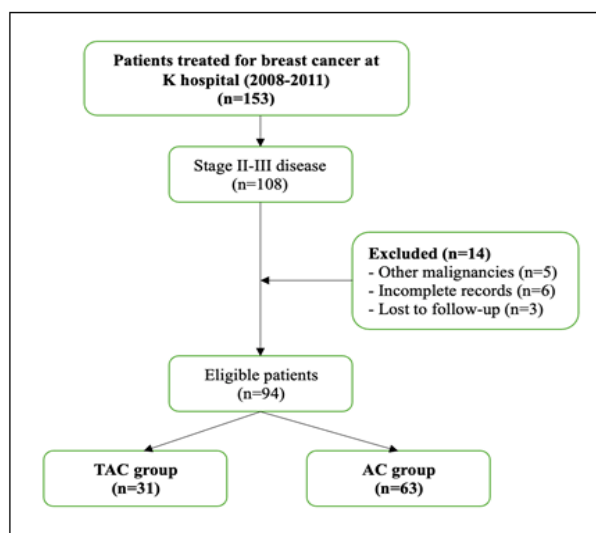 Patients treated for breast cancer at
K hospital (2008-2011)
(n=153)
Stage II-III disease
(n=108)
Excluded (n=14)
- Other malignancies (n=5)
- Incomplete records (n=6)
- Lost to follow-up (n=3)
Eligible patients
(n=94)
TAC group
(n=31)
AC group
(n=63)